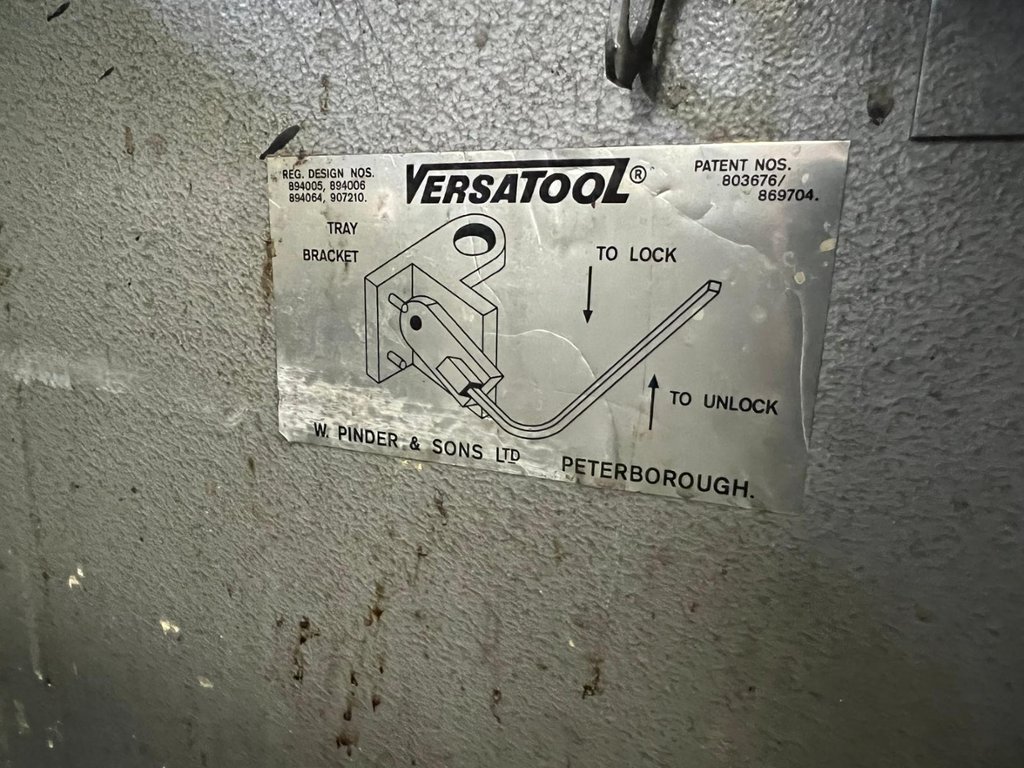 REG. DESIGN NOS.
894005, 894006
894064, 907210.
VERSATOOL®
PATENT NOS.
803676/
869704.
TRAY
BRACKET
TO LOCK
TO UNLOCK
W. PINDER & SONS LTD PETERBOROUGH.